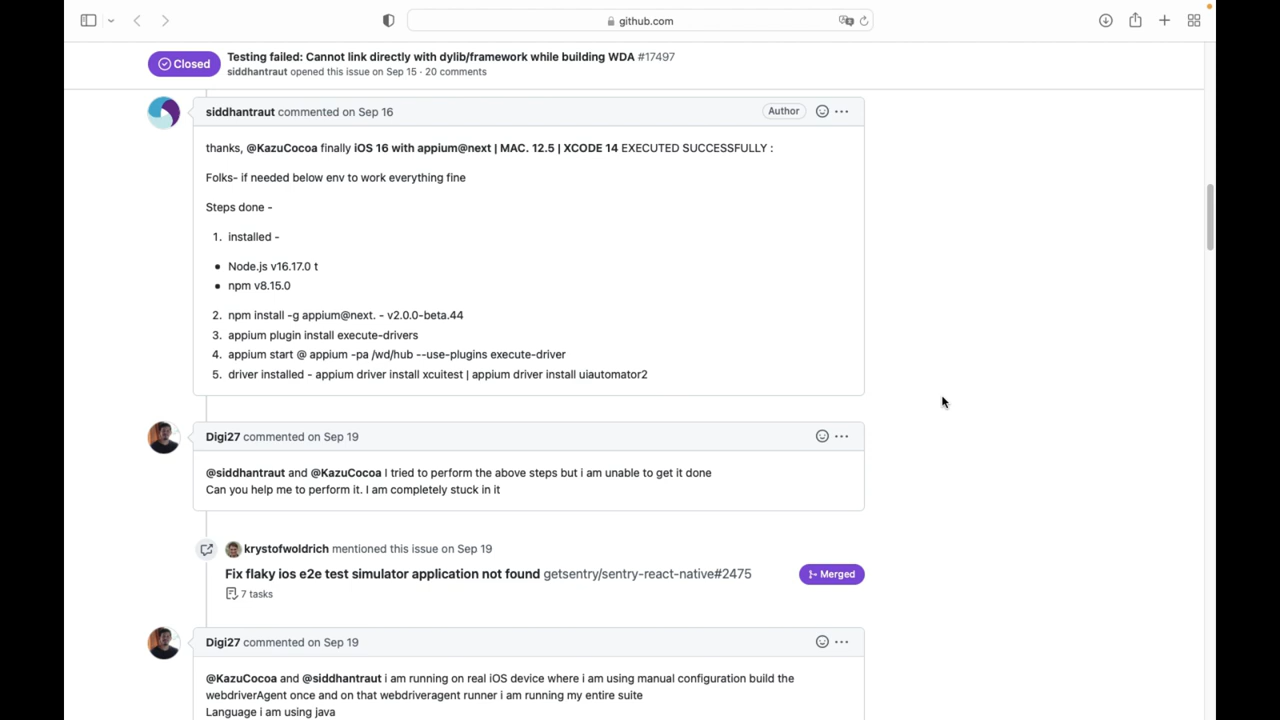 github.com
Closed
Testing failed: Cannot link directly with dylib/framework while building WDA #17497
siddhantraut opened this issue on Sep 15 · 20 comments
siddhantraut commented on Sep 16
Author
thanks, @KazuCocoa finally iOS 16 with appium@next | MAC. 12.5 | XCODE 14 EXECUTED SUCCESSFULLY :
Folks- if needed below env to work everything fine
Steps done -
1. installed -
• Node.js v16.17.0 t
• npm v8.15.0
2. npm install -g appium@next. - v2.0.0-beta.44
3. appium plugin install execute-drivers
4. appium start @ appium -pa /wd/hub --use-plugins execute-driver
5. driver installed - appium driver install xcuitest | appium driver install uiautomator2
Digi27 commented on Sep 19
@siddhantraut and @KazuCocoa I tried to perform the above steps but i am unable to get it done
Can you help me to perform it. I am completely stuck in it
krystofwoldrich mentioned this issue on Sep 19
Fix flaky ios e2e test simulator application not found getsentry/sentry-react-native#2475
Merged
7 tasks
Digi27 commented on Sep 19
@KazuCocoa and @siddhantraut i am running on real iOS device where i am using manual configuration build the
webdriverAgent once and on that webdriveragent runner i am running my entire suite
Language i am using java